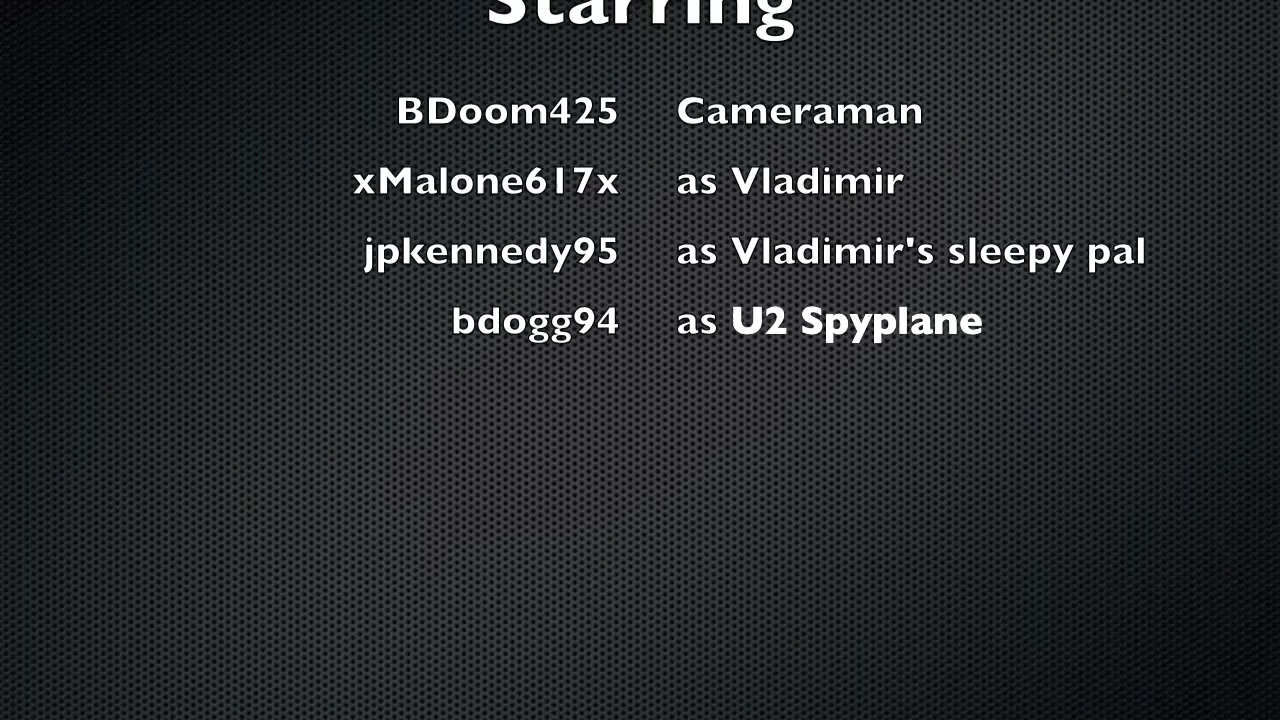 Starring
BDoom425 Cameraman
xMalone617x as Vladimir
jpkennedy95 as Vladimir's sleepy pal
bdogg94 as U2 Spyplane